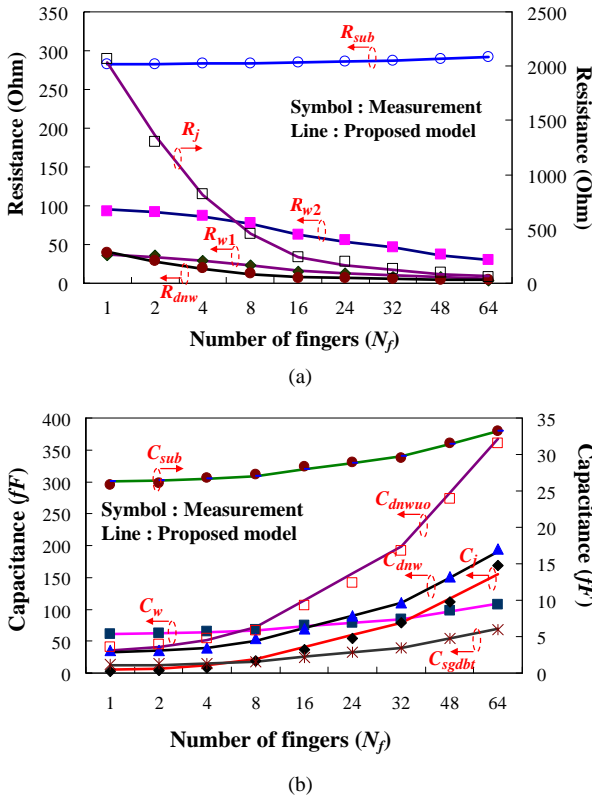 350
300
250
200
150
100
50
0
Resistance (Ohm)
2500
2000
1500
1000
500
0
Resistance (Ohm)
R_sub
Symbol : Measurement
Line : Proposed model
R_j
R_w2
R_w1
R_dnw
1 2 4 8 16 24 32 48 64
Number of fingers (N_f)
(a)
400
350
300
250
200
150
100
50
0
Capacitance (fF)
35
30
25
20
15
10
5
0
Capacitance (fF)
C_sub
Symbol : Measurement
Line : Proposed model
C_dnwuo
C_dnw
C_j
C_w
C_sgdbt
1 2 4 8 16 24 32 48 64
Number of fingers (N_f)
(b)